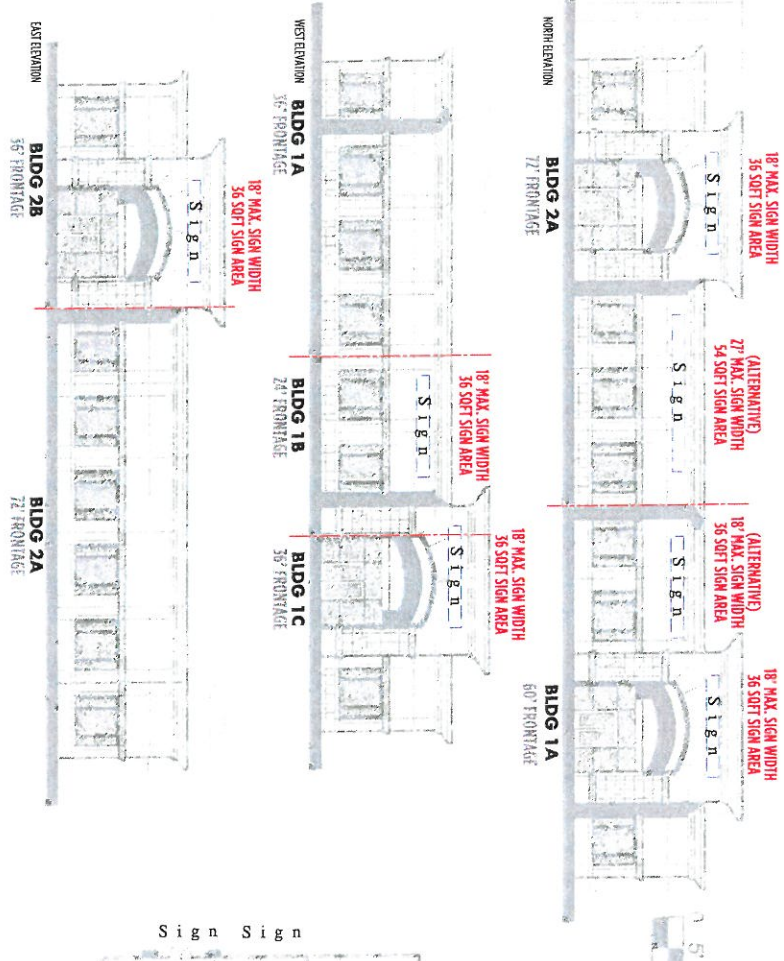 18' MAX. SIGN WIDTH
36 SQFT SIGN AREA
(ALTERNATIVE)
27' MAX. SIGN WIDTH
54 SQFT SIGN AREA
(ALTERNATIVE)
18' MAX. SIGN WIDTH
36 SQFT SIGN AREA
18' MAX. SIGN WIDTH
36 SQFT SIGN AREA
Sign
Sign
Sign
Sign
NORTH ELEVATION
BLDG 2A
72' FRONTAGE
BLDG 1A
60' FRONTAGE
0 5
18' MAX. SIGN WIDTH
36 SQFT SIGN AREA
18' MAX. SIGN WIDTH
36 SQFT SIGN AREA
Sign
Sign
WEST ELEVATION
BLDG 1A
36' FRONTAGE
BLDG 1B
24' FRONTAGE
BLDG 1C
36' FRONTAGE
18' MAX. SIGN WIDTH
36 SQFT SIGN AREA
Sign
EAST ELEVATION
BLDG 2B
56' FRONTAGE
BLDG 2A
72' FRONTAGE
Sign Sign